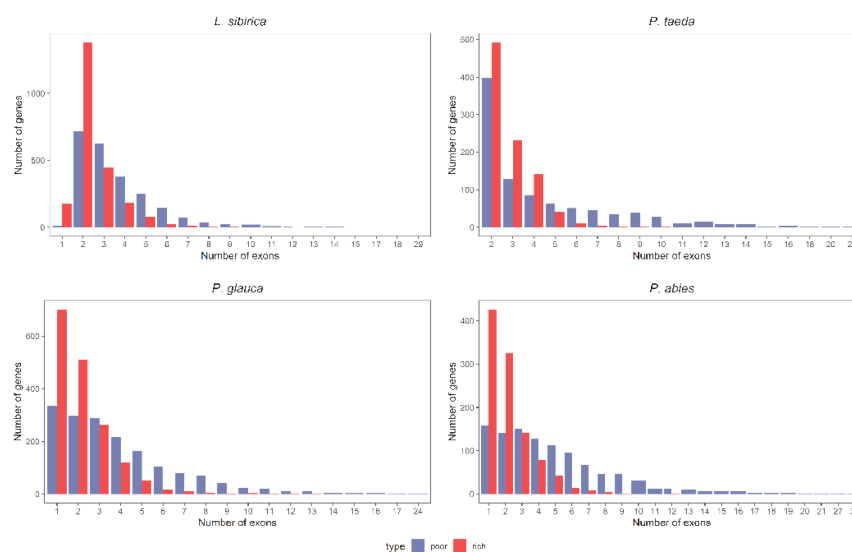 L. sibirica
Number of genes
1000
500
0
1 2 3 4 5 6 7 8 9 10 11 12 13 14 15 17 18 29
Number of exons
P. taeda
Number of genes
500
400
300
200
100
0
2 3 4 5 6 7 8 9 10 11 12 13 14 15 16 18 20
Number of exons
P. glauca
Number of genes
600
400
200
0
1 2 3 4 5 6 7 8 9 10 11 12 13 14 15 16 17 24
Number of exons
P. abies
Number of genes
400
300
200
100
0
1 2 3 4 5 6 7 8 9 10 11 12 13 14 15 16 17 18 19 20 21 27
Number of exons
type poor rich